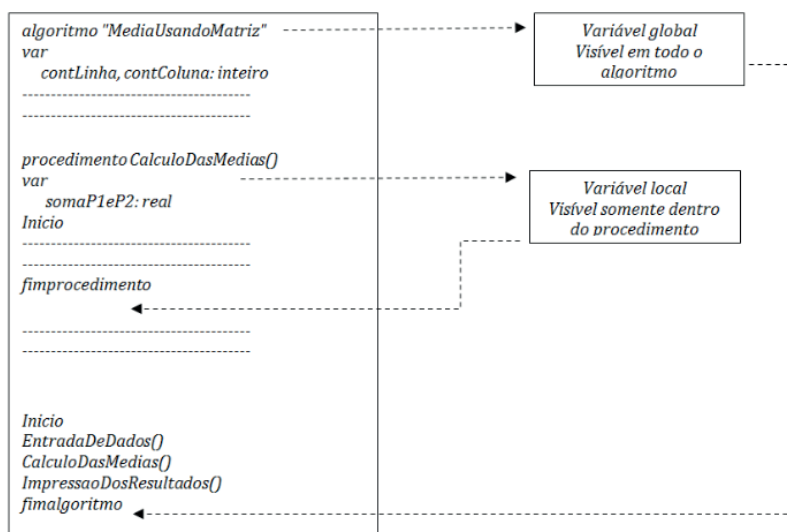 algoritmo "MediaUsandoMatriz"
var
contLinha, contColuna: inteiro
procedimento CalculoDasMedias()
var
somaP1eP2: real
Inicio
fimprocedimento
Inicio
EntradaDeDados()
CalculoDasMedias()
ImpressaoDosResultados()
fimalgoritmo
Variável global
Visível em todo o
algoritmo
Variável local
Visível somente dentro
do procedimento